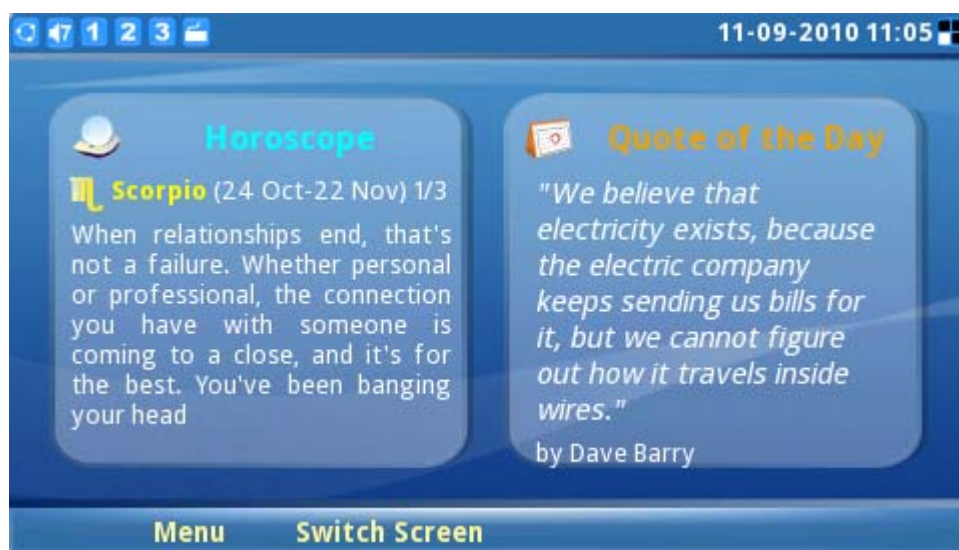 7 1 2 3
11-09-2010 11:05
Horoscope
Scorpio (24 Oct-22 Nov) 1/3
When relationships end, that's
not a failure. Whether personal
or professional, the connection
you have with someone is
coming to a close, and it's for
the best. You've been banging
your head
Quote of the Day
"We believe that
electricity exists, because
the electric company
keeps sending us bills for
it, but we cannot figure
out how it travels inside
wires."
by Dave Barry
Menu Switch Screen